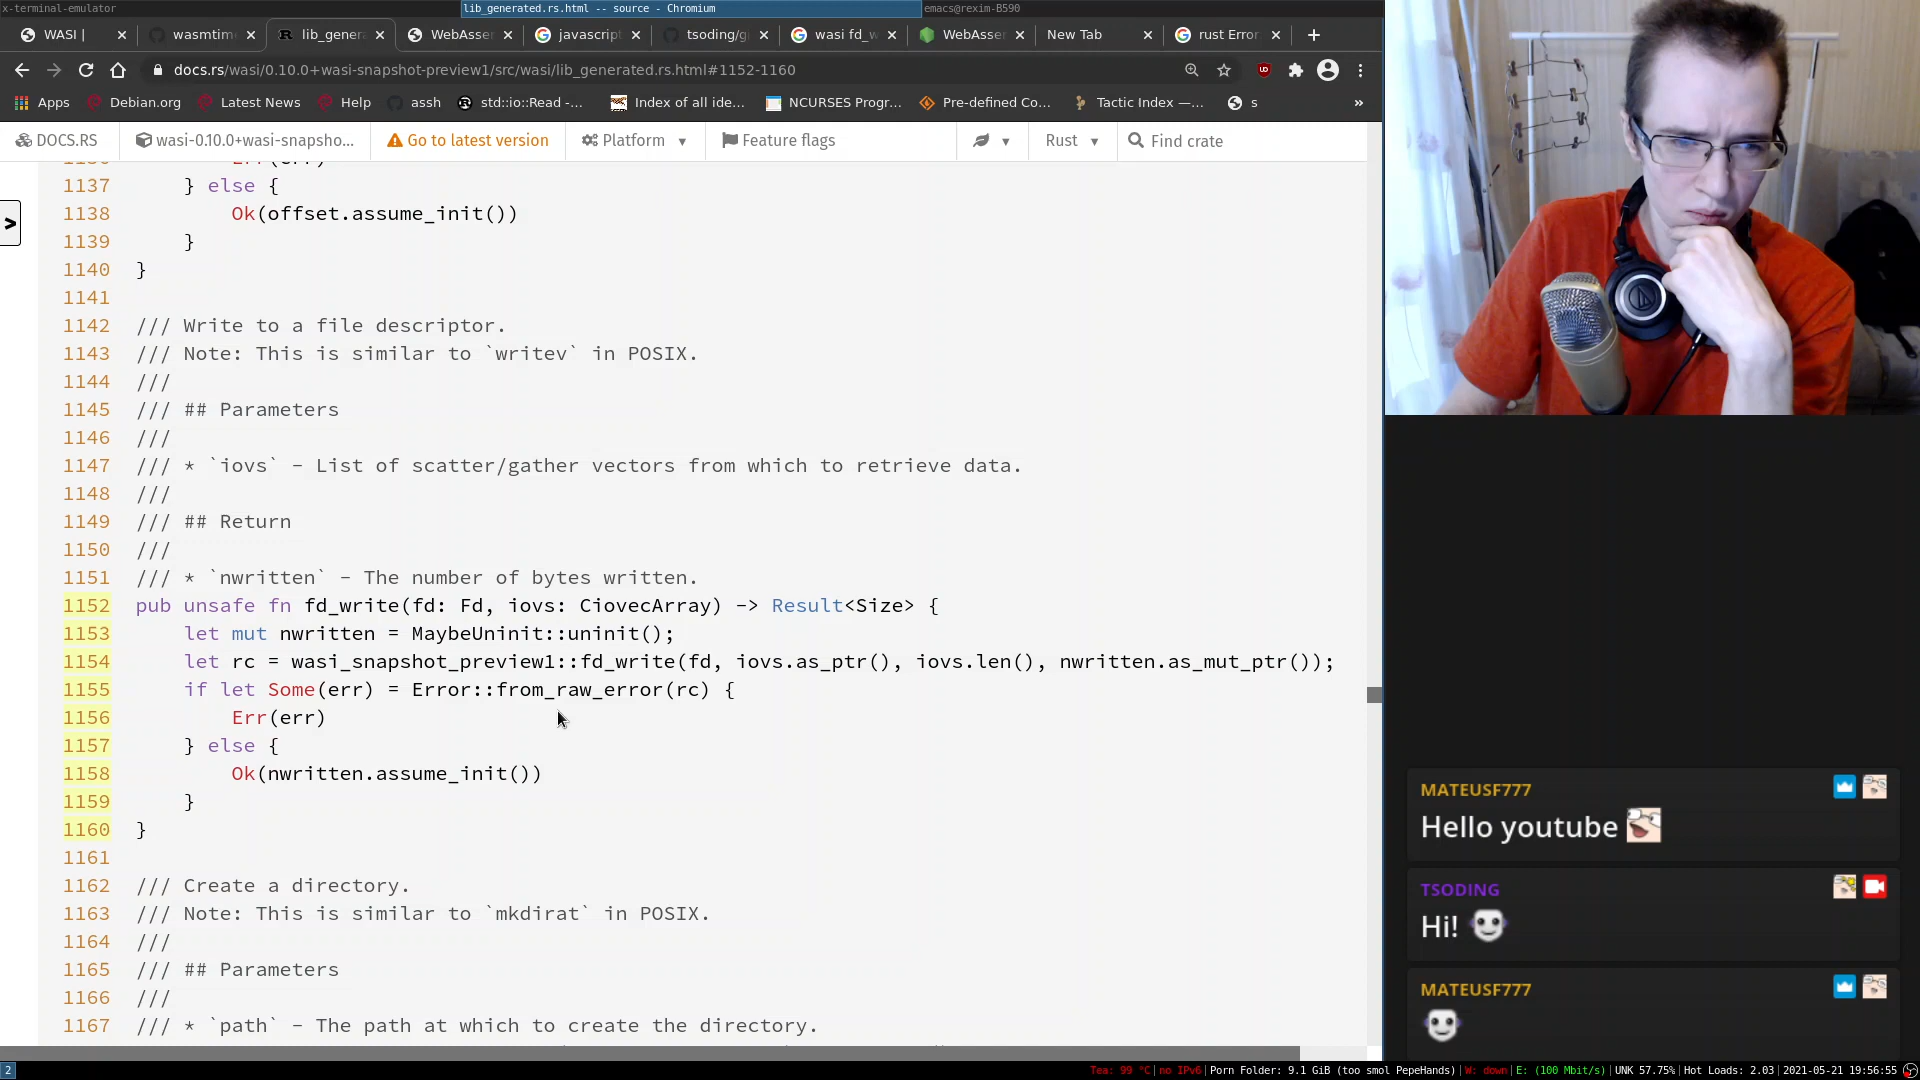 x-terminal-emulator
lib_generated.rs.html -- source - Chromium
emacs@rexim-B590
WASI |
wasmtim
lib_genera
WebAsse
javascript
tsoding/g
wasi fd_w
WebAsser
New Tab
rust Error
docs.rs/wasi/0.10.0+wasi-snapshot-preview1/src/wasi/lib_generated.rs.html#1152-1160
Apps
Debian.org
Latest News
Help
assh
std::io::Read -...
Index of all ide...
NCURSES Progr...
Pre-defined Co...
Tactic Index —...
s
»
DOCS.RS
wasi-0.10.0+wasi-snapsho...
Go to latest version
Platform
Feature flags
Rust
Find crate
>
1137 } else {
1138 Ok(offset.assume_init())
1139 }
1140 }
1141
1142 /// Write to a file descriptor.
1143 /// Note: This is similar to `writev` in POSIX.
1144 ///
1145 /// ## Parameters
1146 ///
1147 /// * `iovs` - List of scatter/gather vectors from which to retrieve data.
1148 ///
1149 /// ## Return
1150 ///
1151 /// * `nwritten` - The number of bytes written.
1152 pub unsafe fn fd_write(fd: Fd, iovs: CiovecArray) -> Result<Size> {
1153 let mut nwritten = MaybeUninit::uninit();
1154 let rc = wasi_snapshot_preview1::fd_write(fd, iovs.as_ptr(), iovs.len(), nwritten.as_mut_ptr());
1155 if let Some(err) = Error::from_raw_error(rc) {
1156 Err(err)
1157 } else {
1158 Ok(nwritten.assume_init())
1159 }
1160 }
1161
1162 /// Create a directory.
1163 /// Note: This is similar to `mkdirat` in POSIX.
1164 ///
1165 /// ## Parameters
1166 ///
1167 /// * `path` - The path at which to create the directory.
MATEUSF777
Hello youtube
TSODING
Hi!
MATEUSF777
2
Tea: 99 °C|no IPv6|Porn Folder: 9.1 GiB (too smol PepeHands)|W: down|E: (100 Mbit/s)|UNK 57.75%|Hot Loads: 2.03|2021-05-21 19:56:55